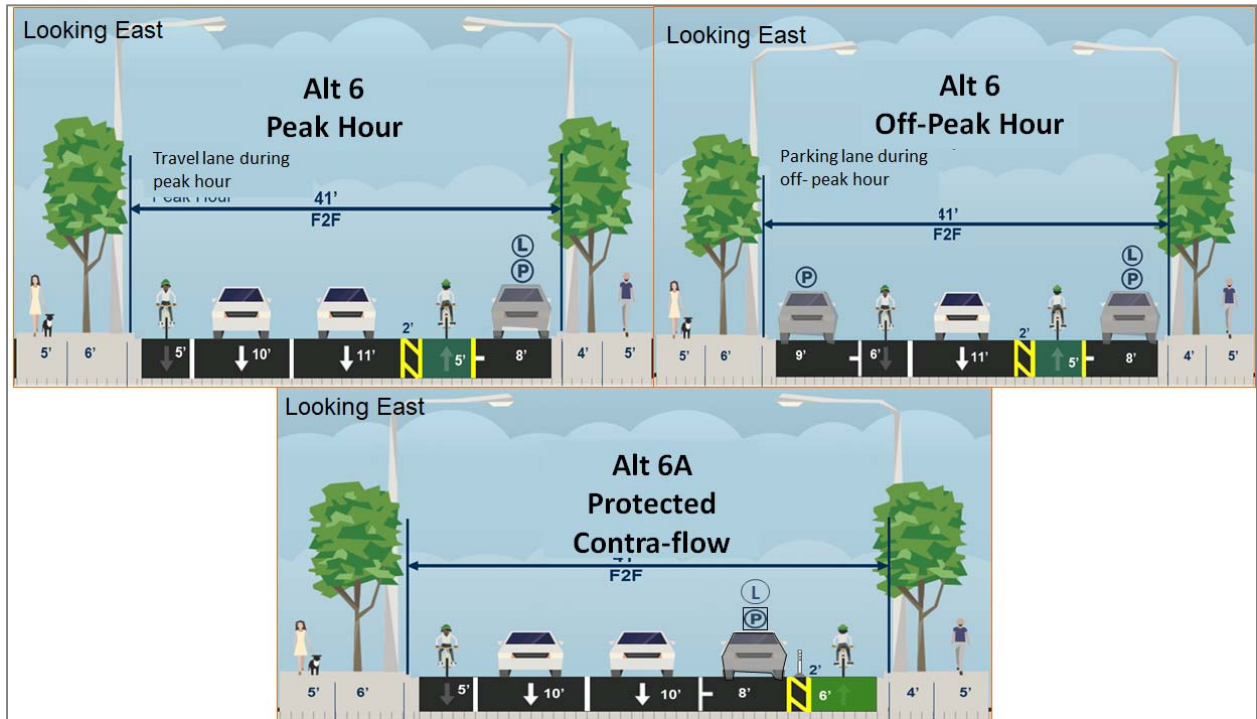 Looking East
Alt 6
Peak Hour
Travel lane during
peak hour
Peak Hour
41'
F2F
L
P
2'
5' 6' 5' 10' 11' 5' 8' 4' 5'
Looking East
Alt 6
Off-Peak Hour
Parking lane during
off- peak hour
41'
F2F
P
L
P
2'
5' 6' 9' 6' 11' 5' 8' 4' 5'
Looking East
Alt 6A
Protected
Contra-flow
F2F
L
P
2'
5' 6' 5' 10' 10' 8' 6' 4' 5'